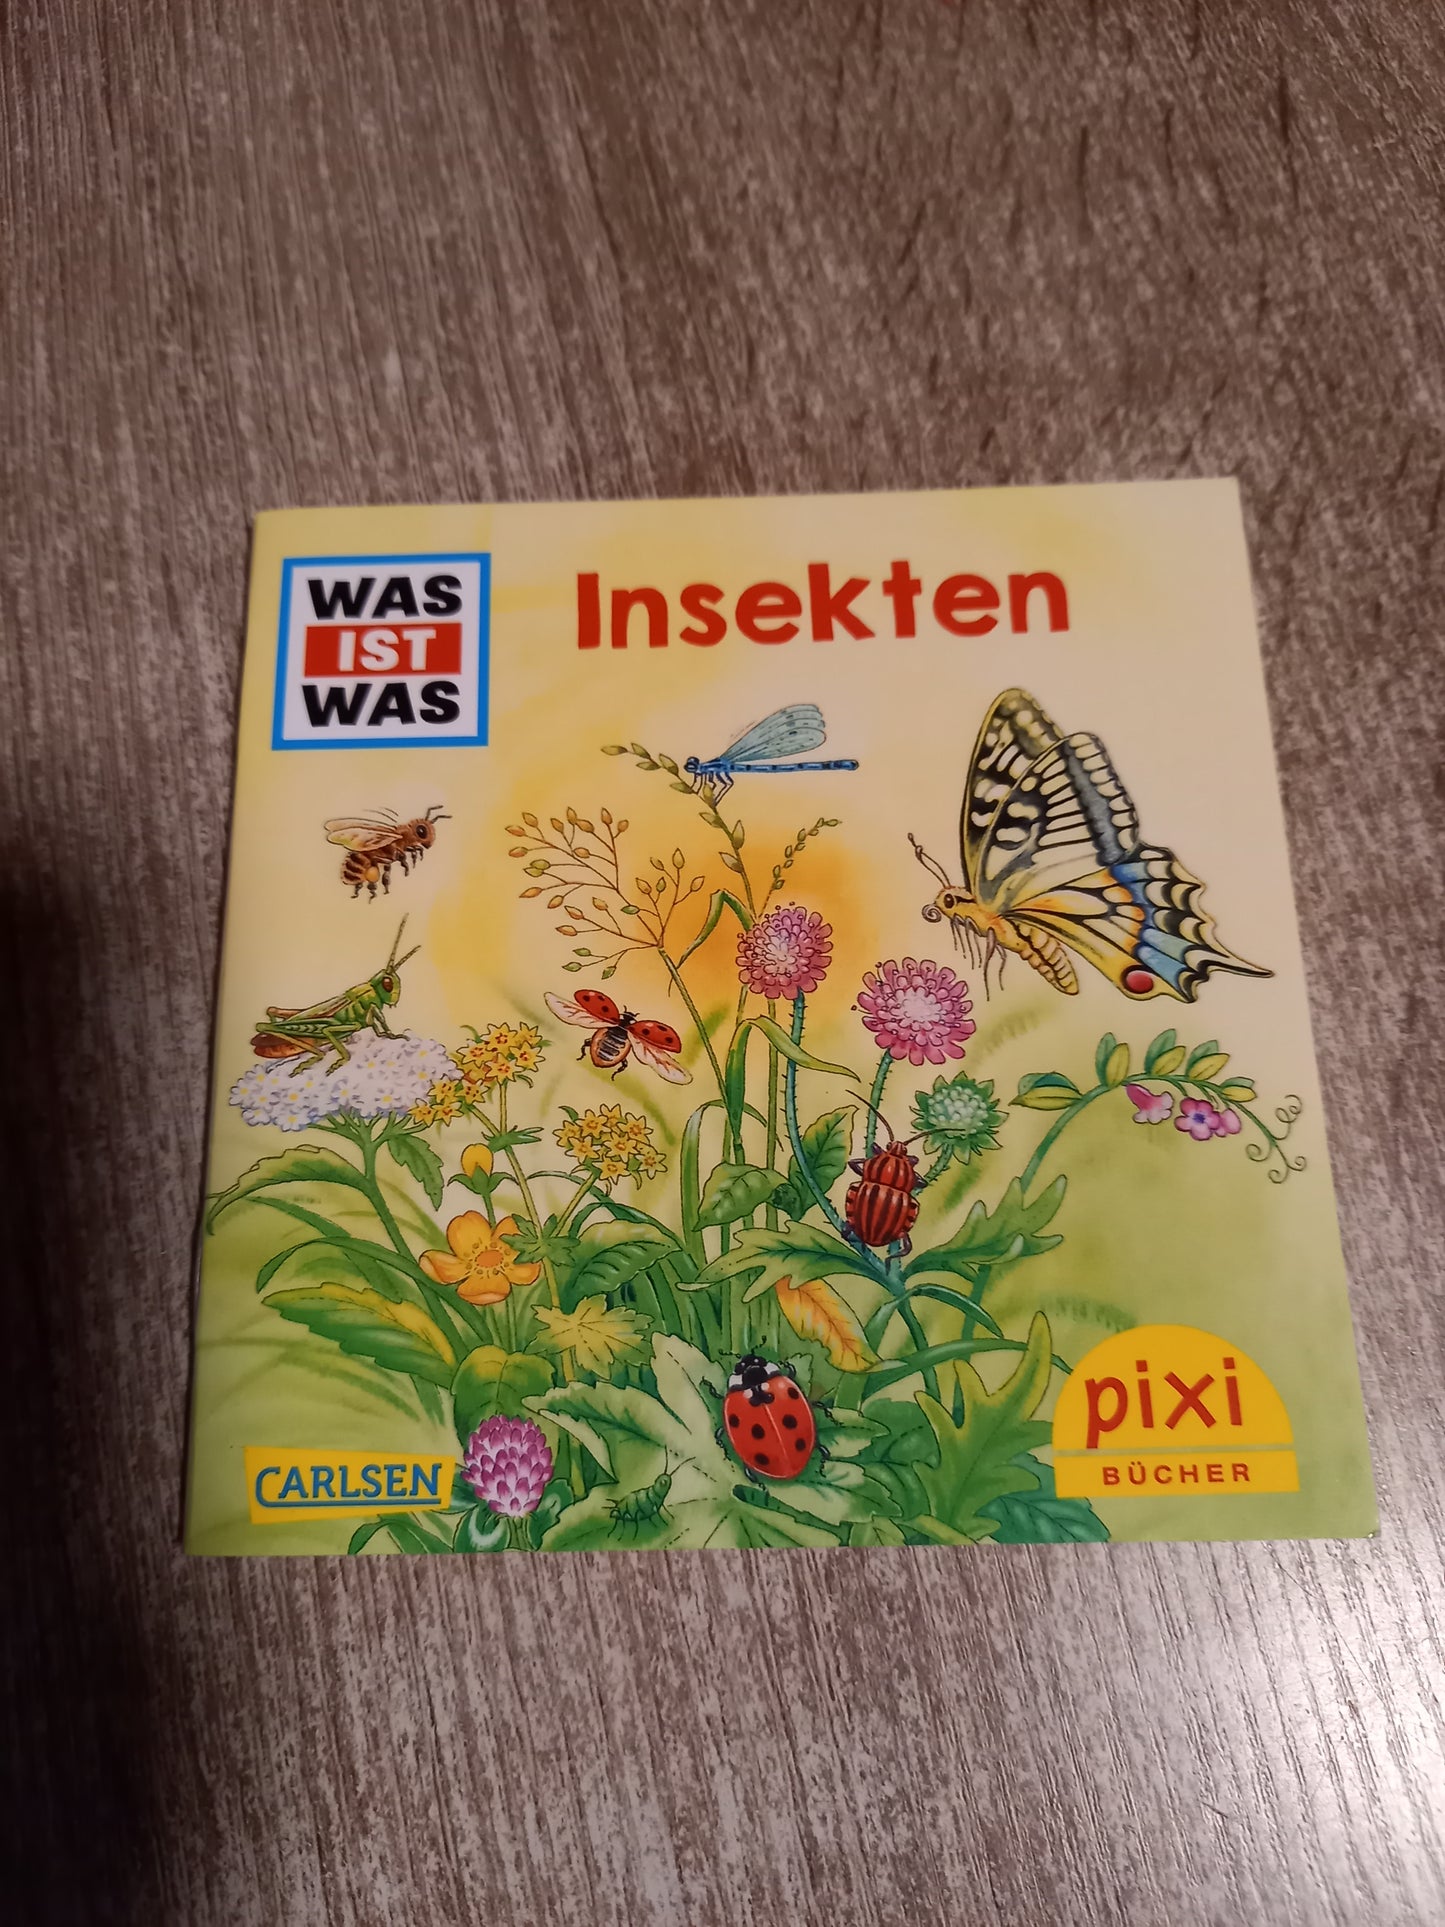 WAS
IST
WAS
Insekten
CARLSEN
pixi
BÜCHER